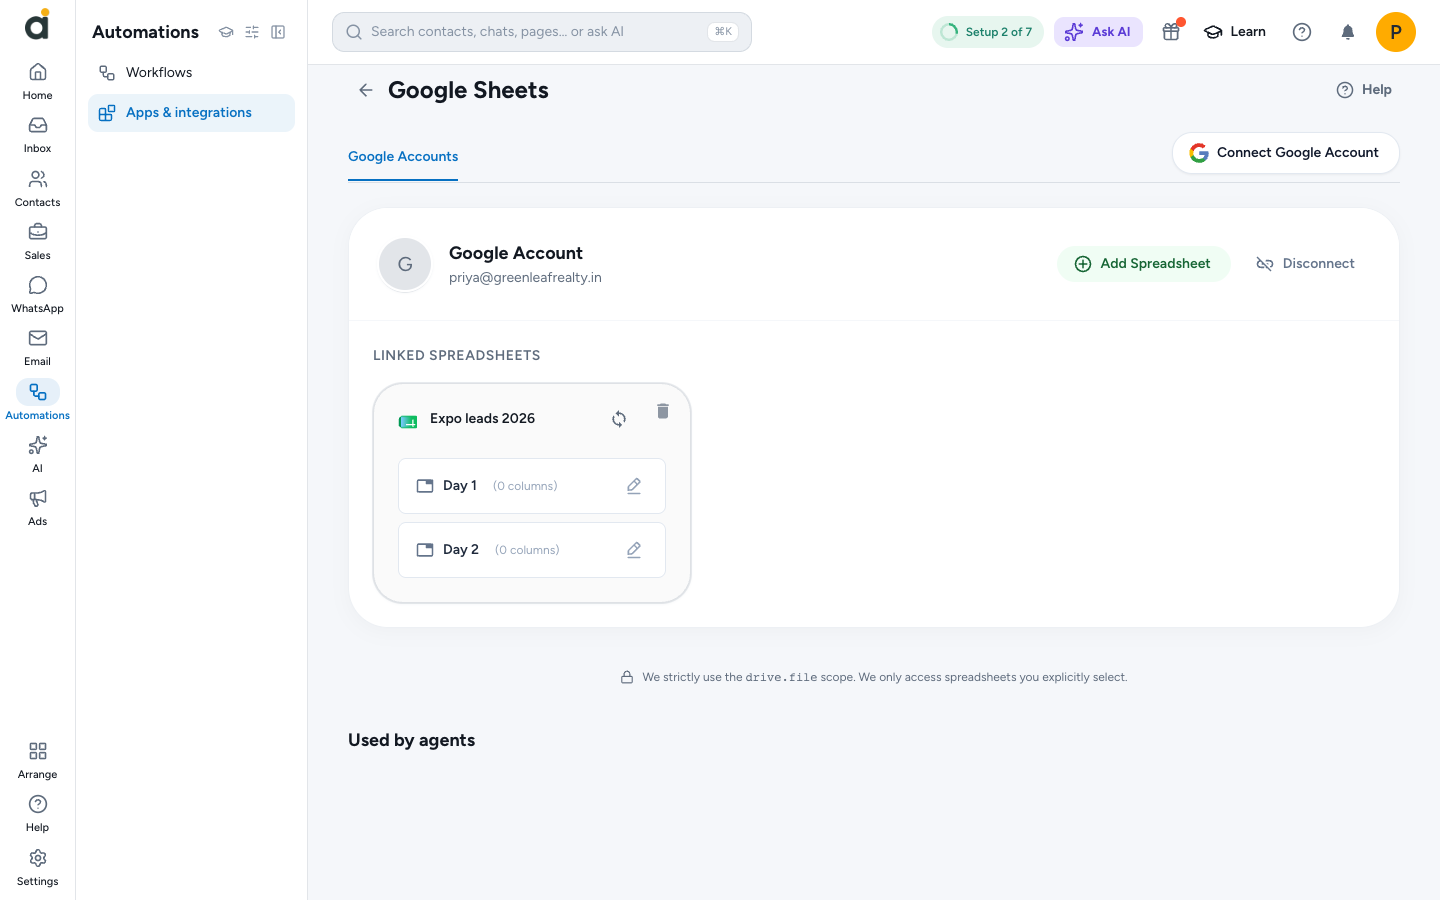 Automations
Search contacts, chats, pages... or ask AI
⌘K
Setup 2 of 7
Ask AI
Learn
P
Home
Inbox
Contacts
Sales
WhatsApp
Email
Automations
AI
Ads
Arrange
Help
Settings
Workflows
Apps & integrations
Google Sheets
Help
Google Accounts
Connect Google Account
G
Google Account
priya@greenleafrealty.in
Add Spreadsheet
Disconnect
LINKED SPREADSHEETS
Expo leads 2026
Day 1 (0 columns)
Day 2 (0 columns)
We strictly use the drive.file scope. We only access spreadsheets you explicitly select.
Used by agents